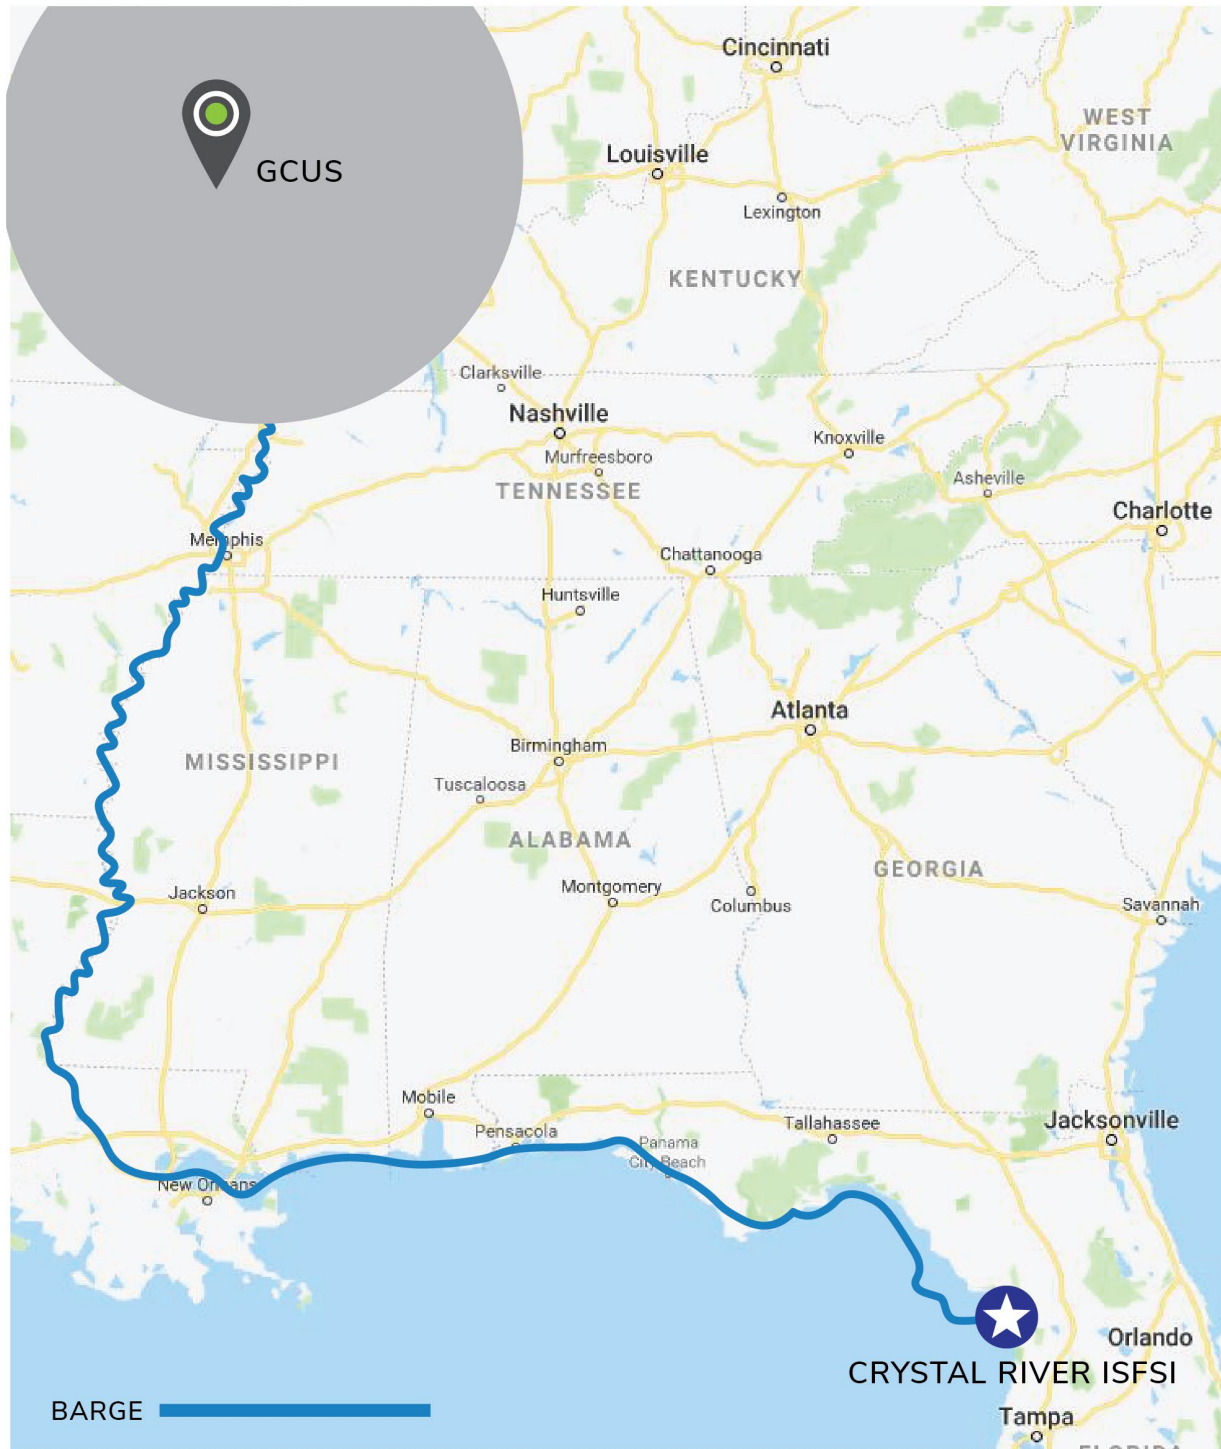 Cincinnati
WEST
VIRGINIA
Louisville
GCUS
Lexington
KENTUCKY
Clarksville
Nashville
Knoxville
Murfreesboro
Asheville
TENNESSEE
Charlotte
Memphis
Chattanooga
Huntsville
Atlanta
Birmingham
MISSISSIPPI
Tuscaloosa
ALABAMA
GEORGIA
Montgomery
Jackson
Columbus
Savannah
Mobile
Jacksonville
Tallahassee
Pensacola
Panama
City Beach
New Orleans
Orlando
CRYSTAL RIVER ISFSI
BARGE
Tampa
FLORIDA